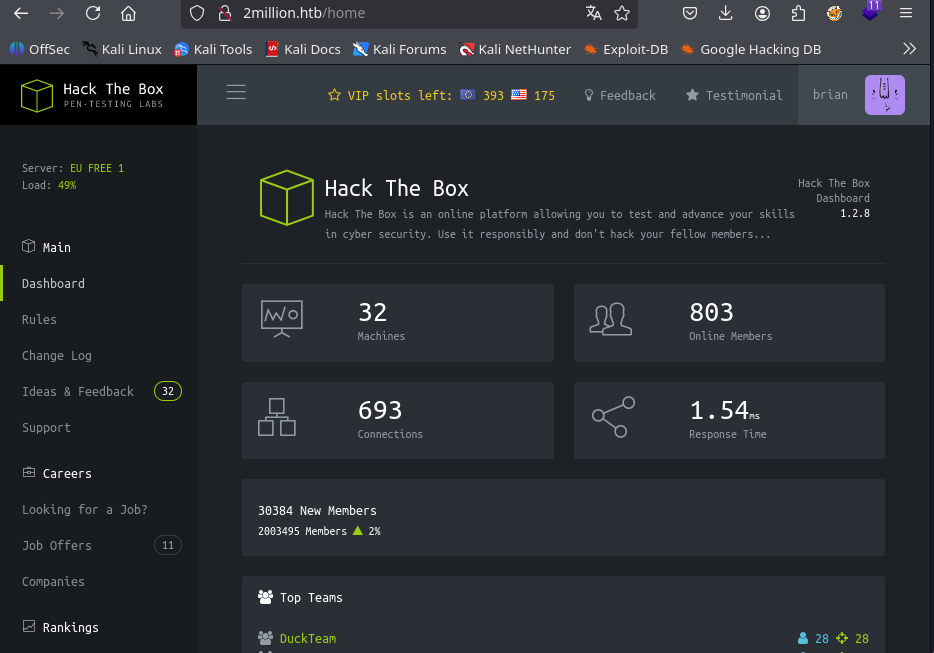 2million.htb/home
11
OffSec Kali Linux Kali Tools Kali Docs Kali Forums Kali NetHunter Exploit-DB Google Hacking DB
Hack The Box
PEN-TESTING LABS
VIP slots left: 393 175 Feedback Testimonial brian
Server: EU FREE 1
Load: 49%
Main
Dashboard
Rules
Change Log
Ideas & Feedback 32
Support
Careers
Looking for a Job?
Job Offers 11
Companies
Rankings
Hack The Box
Hack The Box is an online platform allowing you to test and advance your skills
in cyber security. Use it responsibly and don't hack your fellow members...
Hack The Box
Dashboard
1.2.8
32
Machines
803
Online Members
693
Connections
1.54ms
Response Time
30384 New Members
2003495 Members ▲ 2%
Top Teams
DuckTeam 28 28